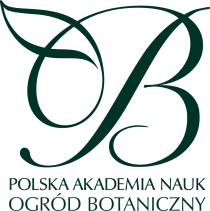 B
POLSKA AKADEMIA NAUK
OGRÓD BOTANICZNY